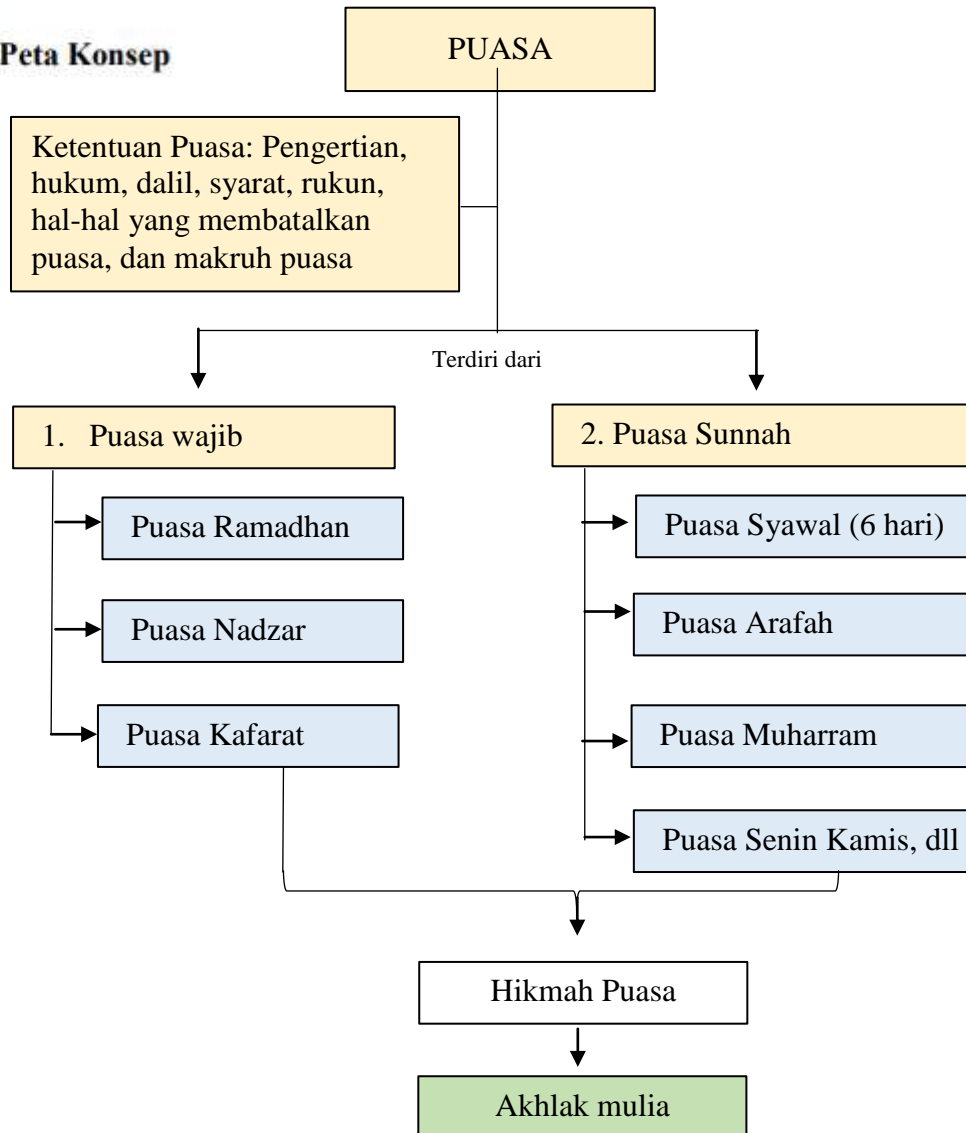 Peta Konsep
PUASA
Ketentuan Puasa: Pengertian,
hukum, dalil, syarat, rukun,
hal-hal yang membatalkan
puasa, dan makruh puasa
Terdiri dari
1. Puasa wajib
Puasa Ramadhan
Puasa Nadzar
Puasa Kafarat
2. Puasa Sunnah
Puasa Syawal (6 hari)
Puasa Arafah
Puasa Muharram
Puasa Senin Kamis, dll
Hikmah Puasa
Akhlak mulia